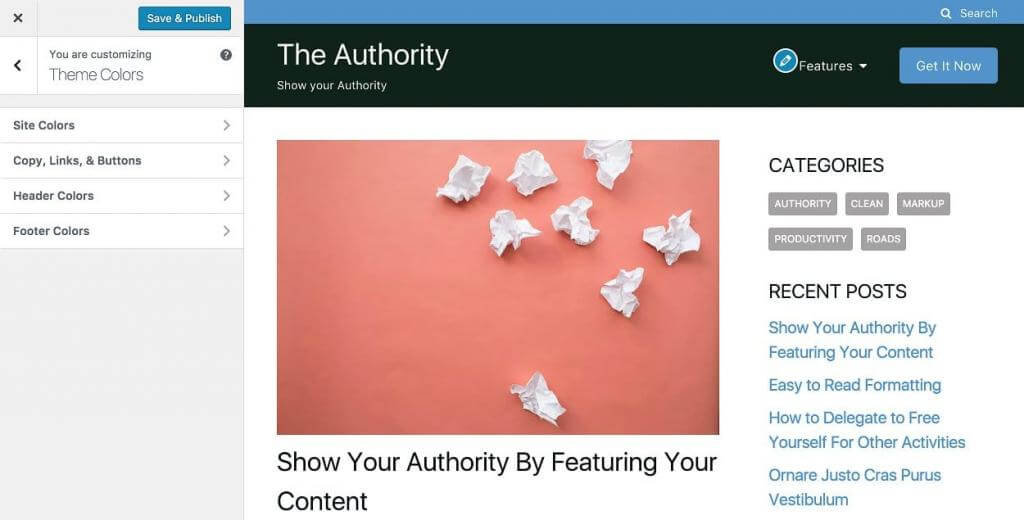 Save & Publish
You are customizing
Theme Colors
Site Colors
Copy, Links, & Buttons
Header Colors
Footer Colors
Search
The Authority
Show your Authority
Features
Get It Now
Show Your Authority By Featuring Your
Content
CATEGORIES
AUTHORITY CLEAN MARKUP
PRODUCTIVITY ROADS
RECENT POSTS
Show Your Authority By
Featuring Your Content
Easy to Read Formatting
How to Delegate to Free
Yourself For Other Activities
Ornare Justo Cras Purus
Vestibulum